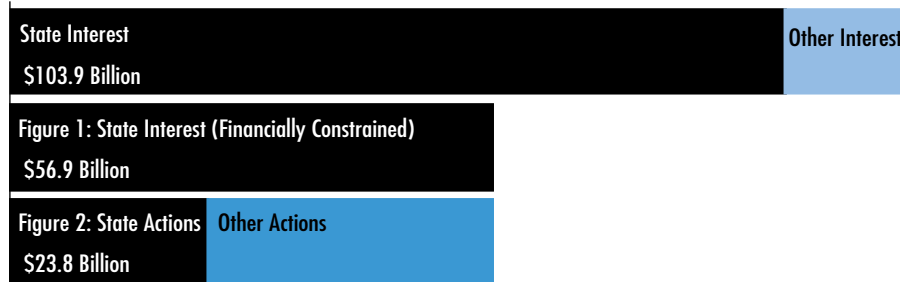 State Interest
Other Interest
$103.9 Billion
Figure 1: State Interest (Financially Constrained)
$56.9 Billion
Figure 2: State Actions
Other Actions
$23.8 Billion